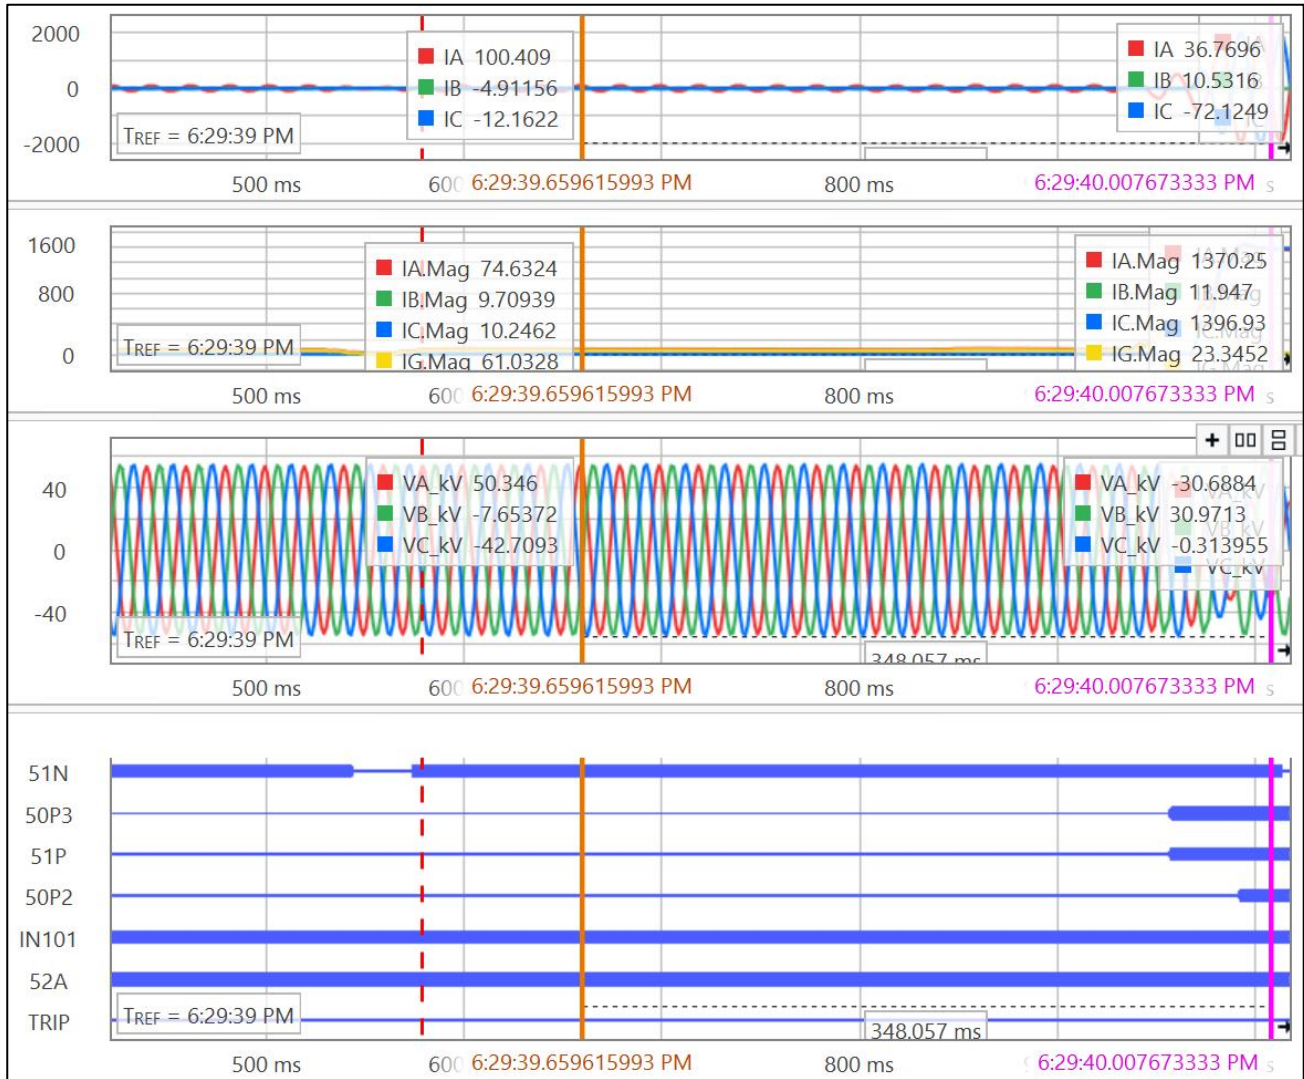 2000
0
-2000
IA 100.409
IB -4.91156
IC -12.1622
IA 36.7696
IB 10.5316
IC -72.1249
TREF = 6:29:39 PM
500 ms
6:29:39.659615993 PM
800 ms
6:29:40.007673333 PM
1600
800
0
IA.Mag 74.6324
IB.Mag 9.70939
IC.Mag 10.2462
IG.Mag 61.0328
IA.Mag 1370.25
IB.Mag 11.947
IC.Mag 1396.93
IG.Mag 23.3452
TREF = 6:29:39 PM
500 ms
6:29:39.659615993 PM
800 ms
6:29:40.007673333 PM
40
0
-40
VA_kV 50.346
VB_kV -7.65372
VC_kV -42.7093
VA_kV -30.6884
VB_kV 30.9713
VC_kV -0.313955
VC_kV
TREF = 6:29:39 PM
348.057 ms
500 ms
6:29:39.659615993 PM
800 ms
6:29:40.007673333 PM
51N
50P3
51P
50P2
IN101
52A
TRIP
TREF = 6:29:39 PM
348.057 ms
500 ms
6:29:39.659615993 PM
800 ms
6:29:40.007673333 PM